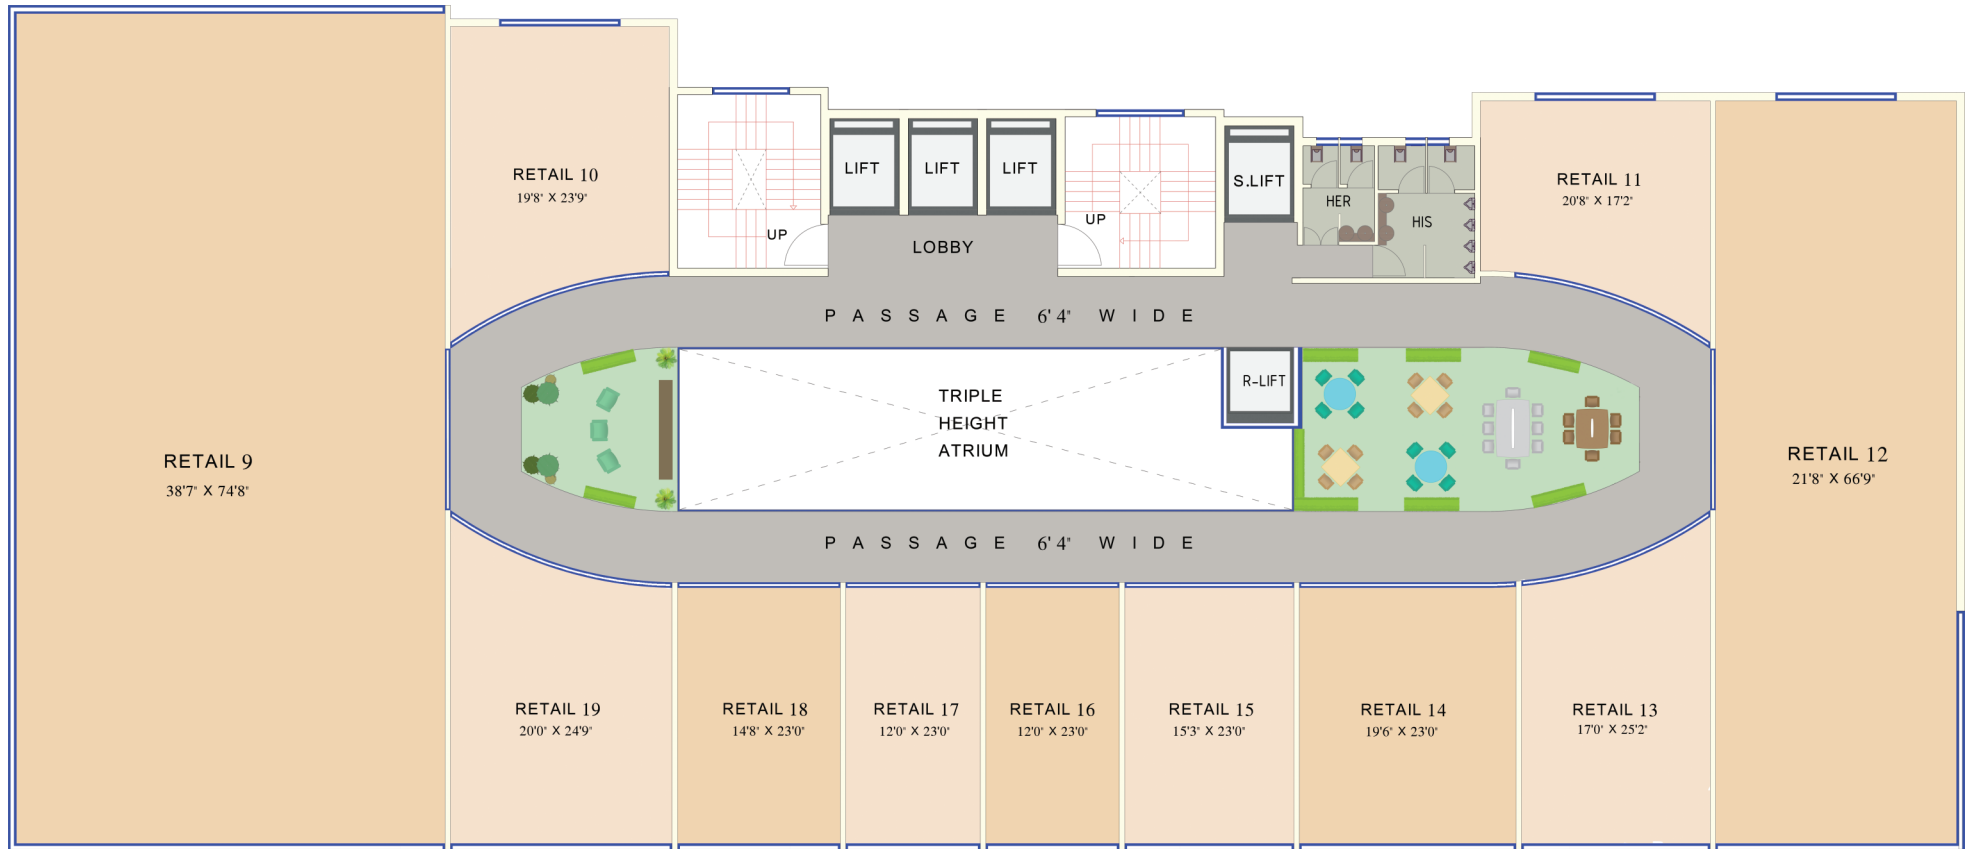 RETAIL 10
19'8" X 23'9"
LIFT
LIFT
LIFT
S.LIFT
HER
HIS
RETAIL 11
20'8" X 17'2"
UP
UP
LOBBY
PASSAGE 6'4" WIDE
TRIPLE
HEIGHT
ATRIUM
R-LIFT
RETAIL 9
38'7" X 74'8"
RETAIL 12
21'8" X 66'9"
PASSAGE 6'4" WIDE
RETAIL 19
20'0" X 24'9"
RETAIL 18
14'8" X 23'0"
RETAIL 17
12'0" X 23'0"
RETAIL 16
12'0" X 23'0"
RETAIL 15
15'3" X 23'0"
RETAIL 14
19'6" X 23'0"
RETAIL 13
17'0" X 25'2"